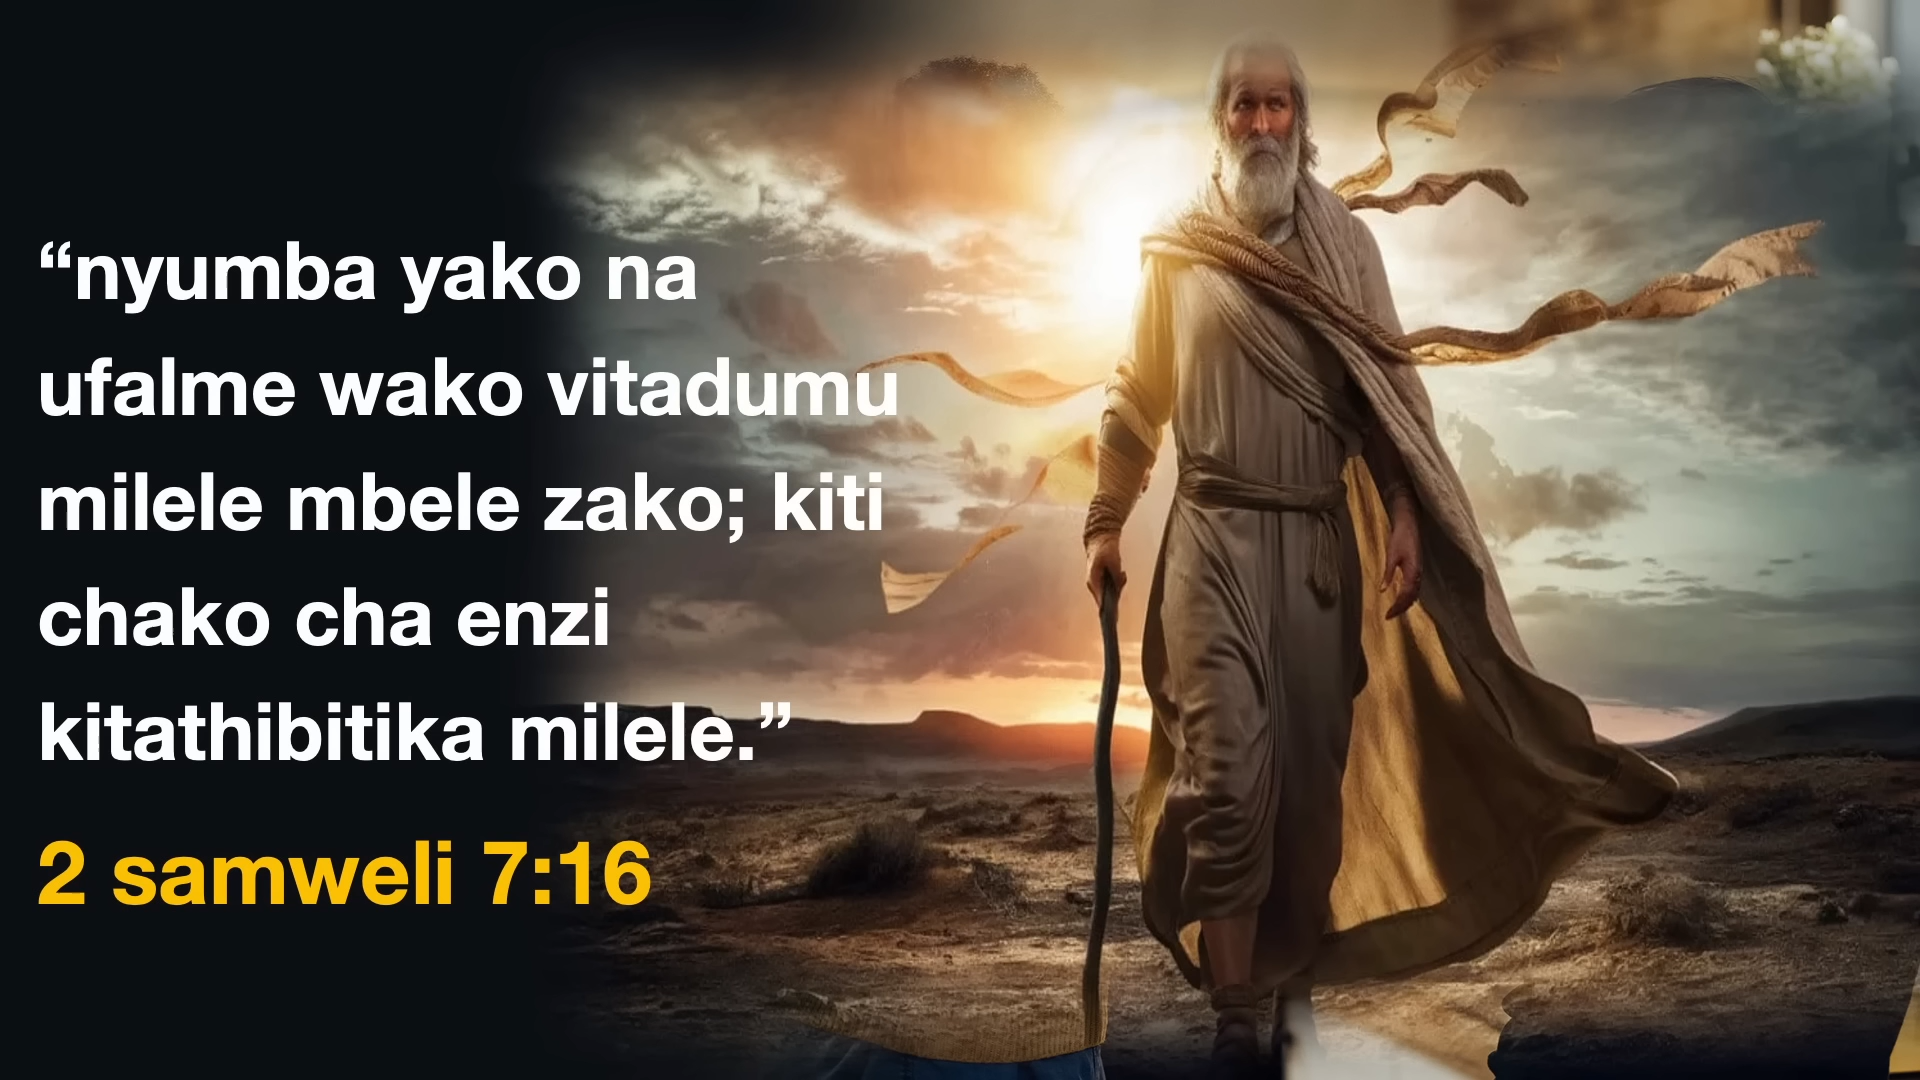 “nyumba yako na
ufalme wako vitadumu
milele mbele zako; kiti
chako cha enzi
kitathibitika milele.”
2 samweli 7:16